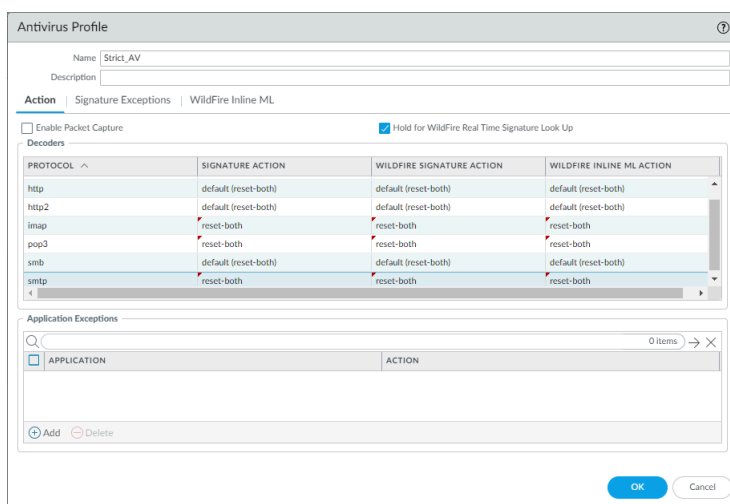 Antivirus Profile
Name Strict_AV
Description
Action | Signature Exceptions | WildFire Inline ML
Enable Packet Capture Hold for WildFire Real Time Signature Look Up
Decoders
PROTOCOL SIGNATURE ACTION WILDFIRE SIGNATURE ACTION WILDFIRE INLINE ML ACTION
http default (reset-both) default (reset-both) default (reset-both)
http2 default (reset-both) default (reset-both) default (reset-both)
imap reset-both reset-both reset-both
pop3 reset-both reset-both reset-both
smb default (reset-both) default (reset-both) default (reset-both)
smtp reset-both reset-both reset-both
Application Exceptions
0 items
APPLICATION ACTION
Add Delete
OK Cancel